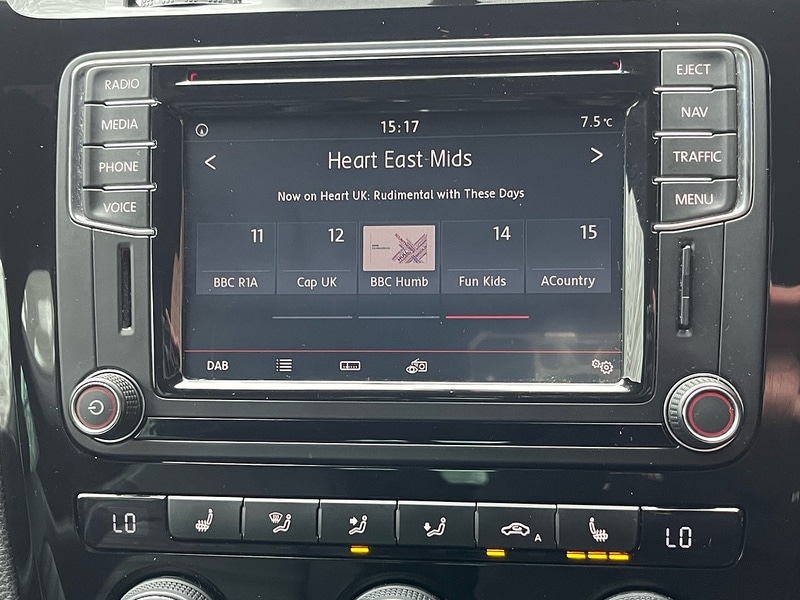 RADIO
MEDIA
PHONE
VOICE
EJECT
NAV
TRAFFIC
MENU
15:17
7.5°C
< Heart East-Mids >
Now on Heart UK: Rudimental with These Days
11 12 14 15
BBC R1A Cap UK BBC Humb Fun Kids ACountry
DAB
LO A LO